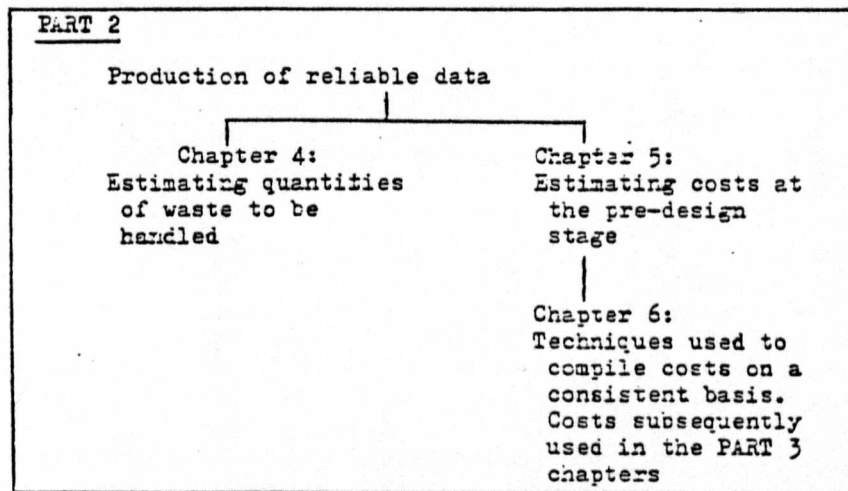 PART 2
Production of reliable data
Chapter 4:
Estimating quantities
of waste to be
handled
Chapter 5:
Estimating costs at
the pre-design
stage
Chapter 6:
Techniques used to
compile costs on a
consistent basis.
Costs subsequently
used in the PART 3
chapters